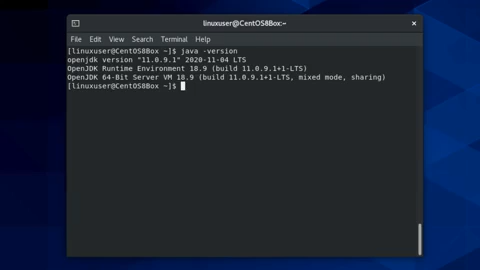 linuxuser@CentOS8Box:~
File Edit View Search Terminal Help
[linuxuser@CentOS8Box ~]$ java -version
openjdk version "11.0.9.1" 2020-11-04 LTS
OpenJDK Runtime Environment 18.9 (build 11.0.9.1+1-LTS)
OpenJDK 64-Bit Server VM 18.9 (build 11.0.9.1+1-LTS, mixed mode, sharing)
[linuxuser@CentOS8Box ~]$